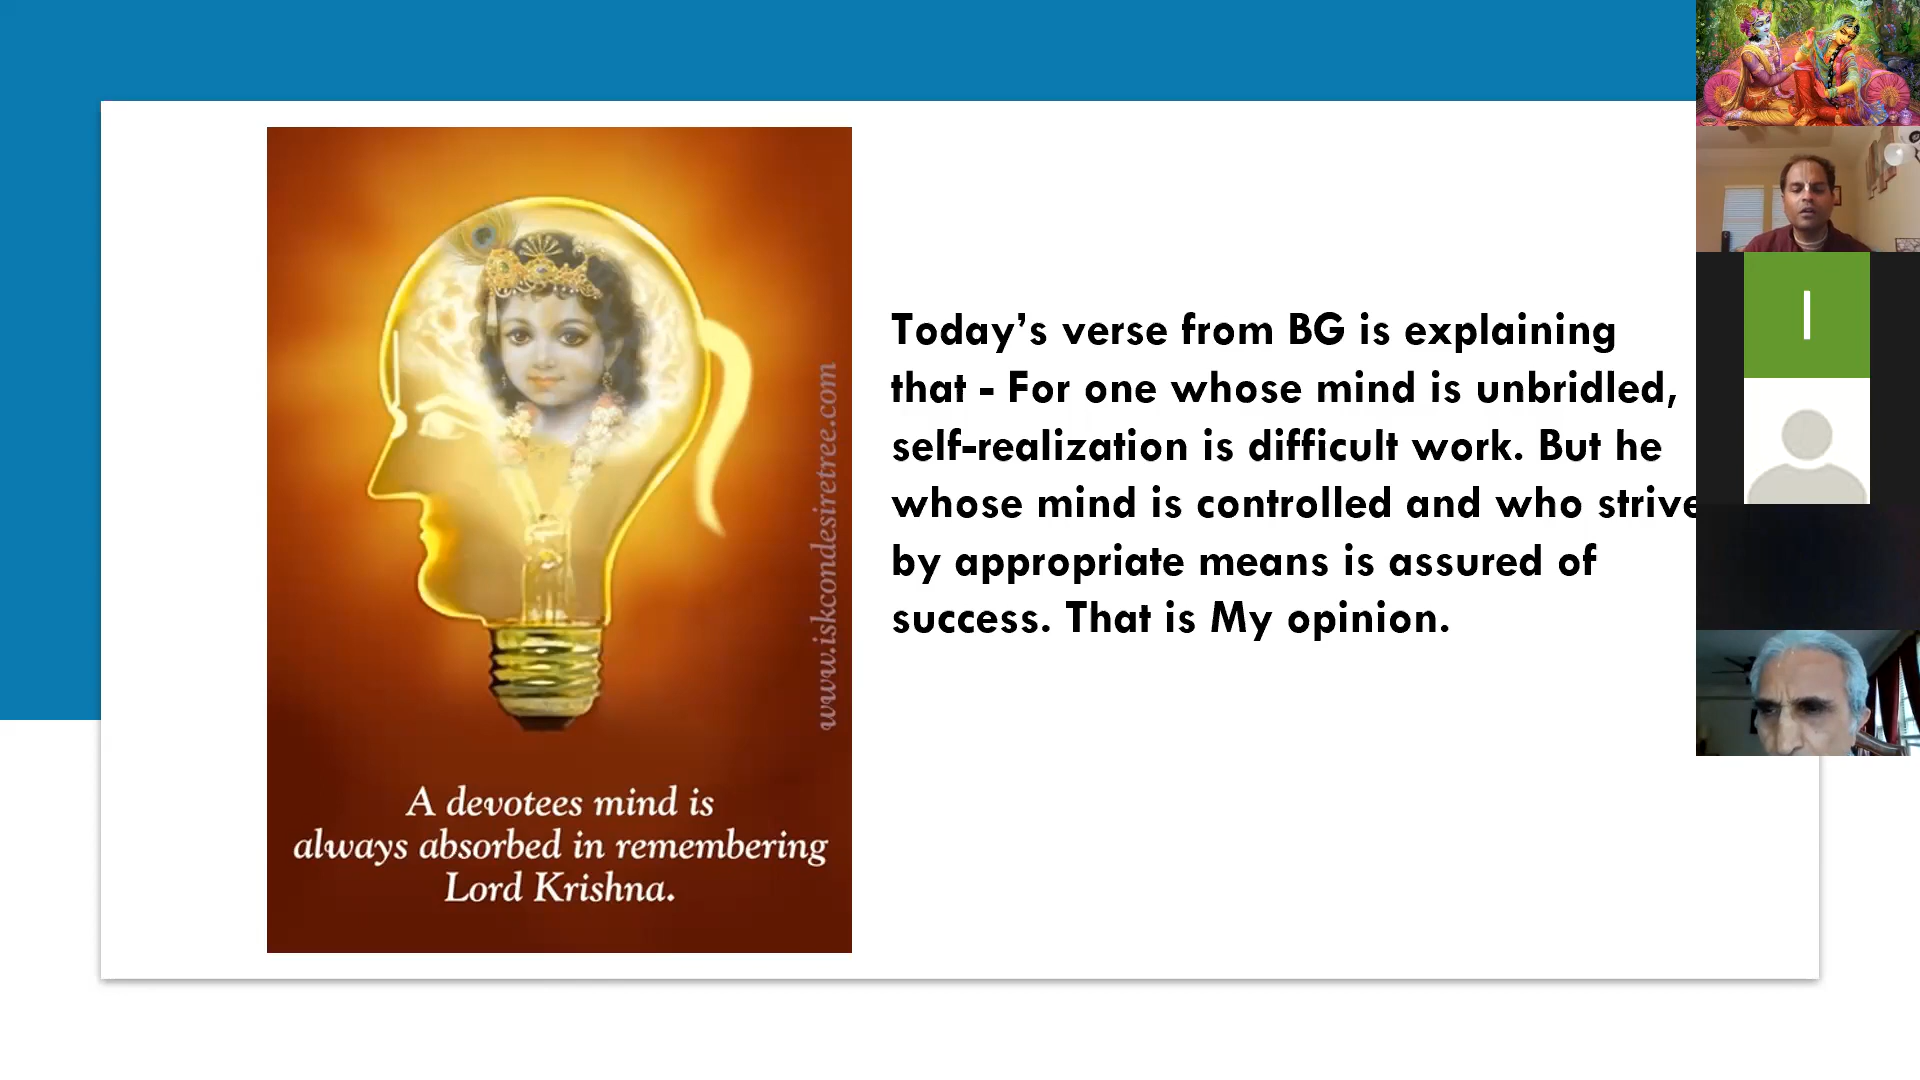 Today’s verse from BG is explaining
that - For one whose mind is unbridled,
self-realization is difficult work. But he
whose mind is controlled and who strive
by appropriate means is assured of
success. That is My opinion.
www.iskcondesiretree.com
A devotees mind is
always absorbed in remembering
Lord Krishna.
I